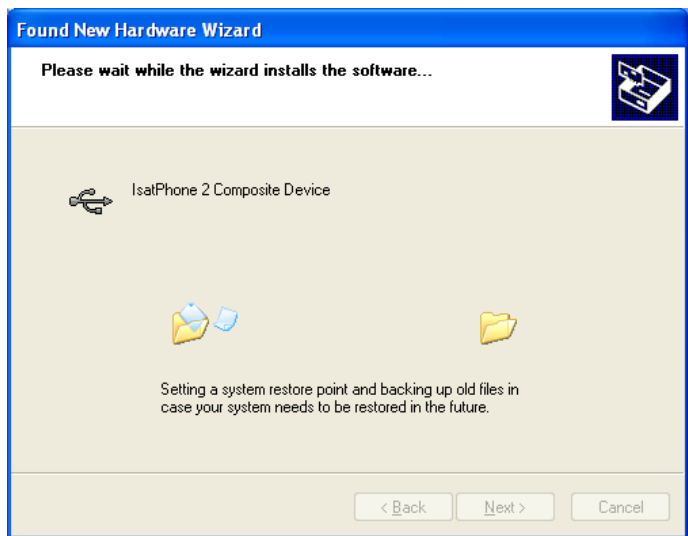 Found New Hardware Wizard
Please wait while the wizard installs the software...
IsatPhone 2 Composite Device
Setting a system restore point and backing up old files in
case your system needs to be restored in the future.
< Back Next > Cancel